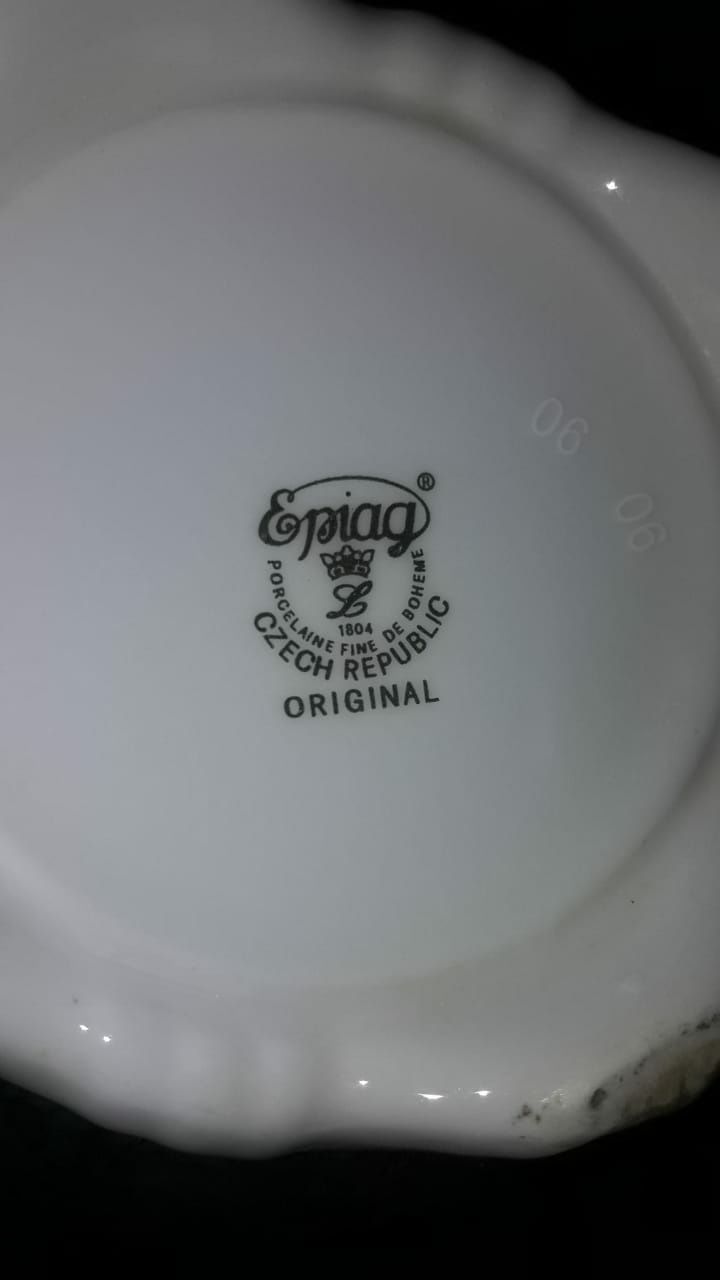 Epiag ®
L
1804
PORCELAINE FINE DE BOHEME
CZECH REPUBLIC
ORIGINAL
06
06